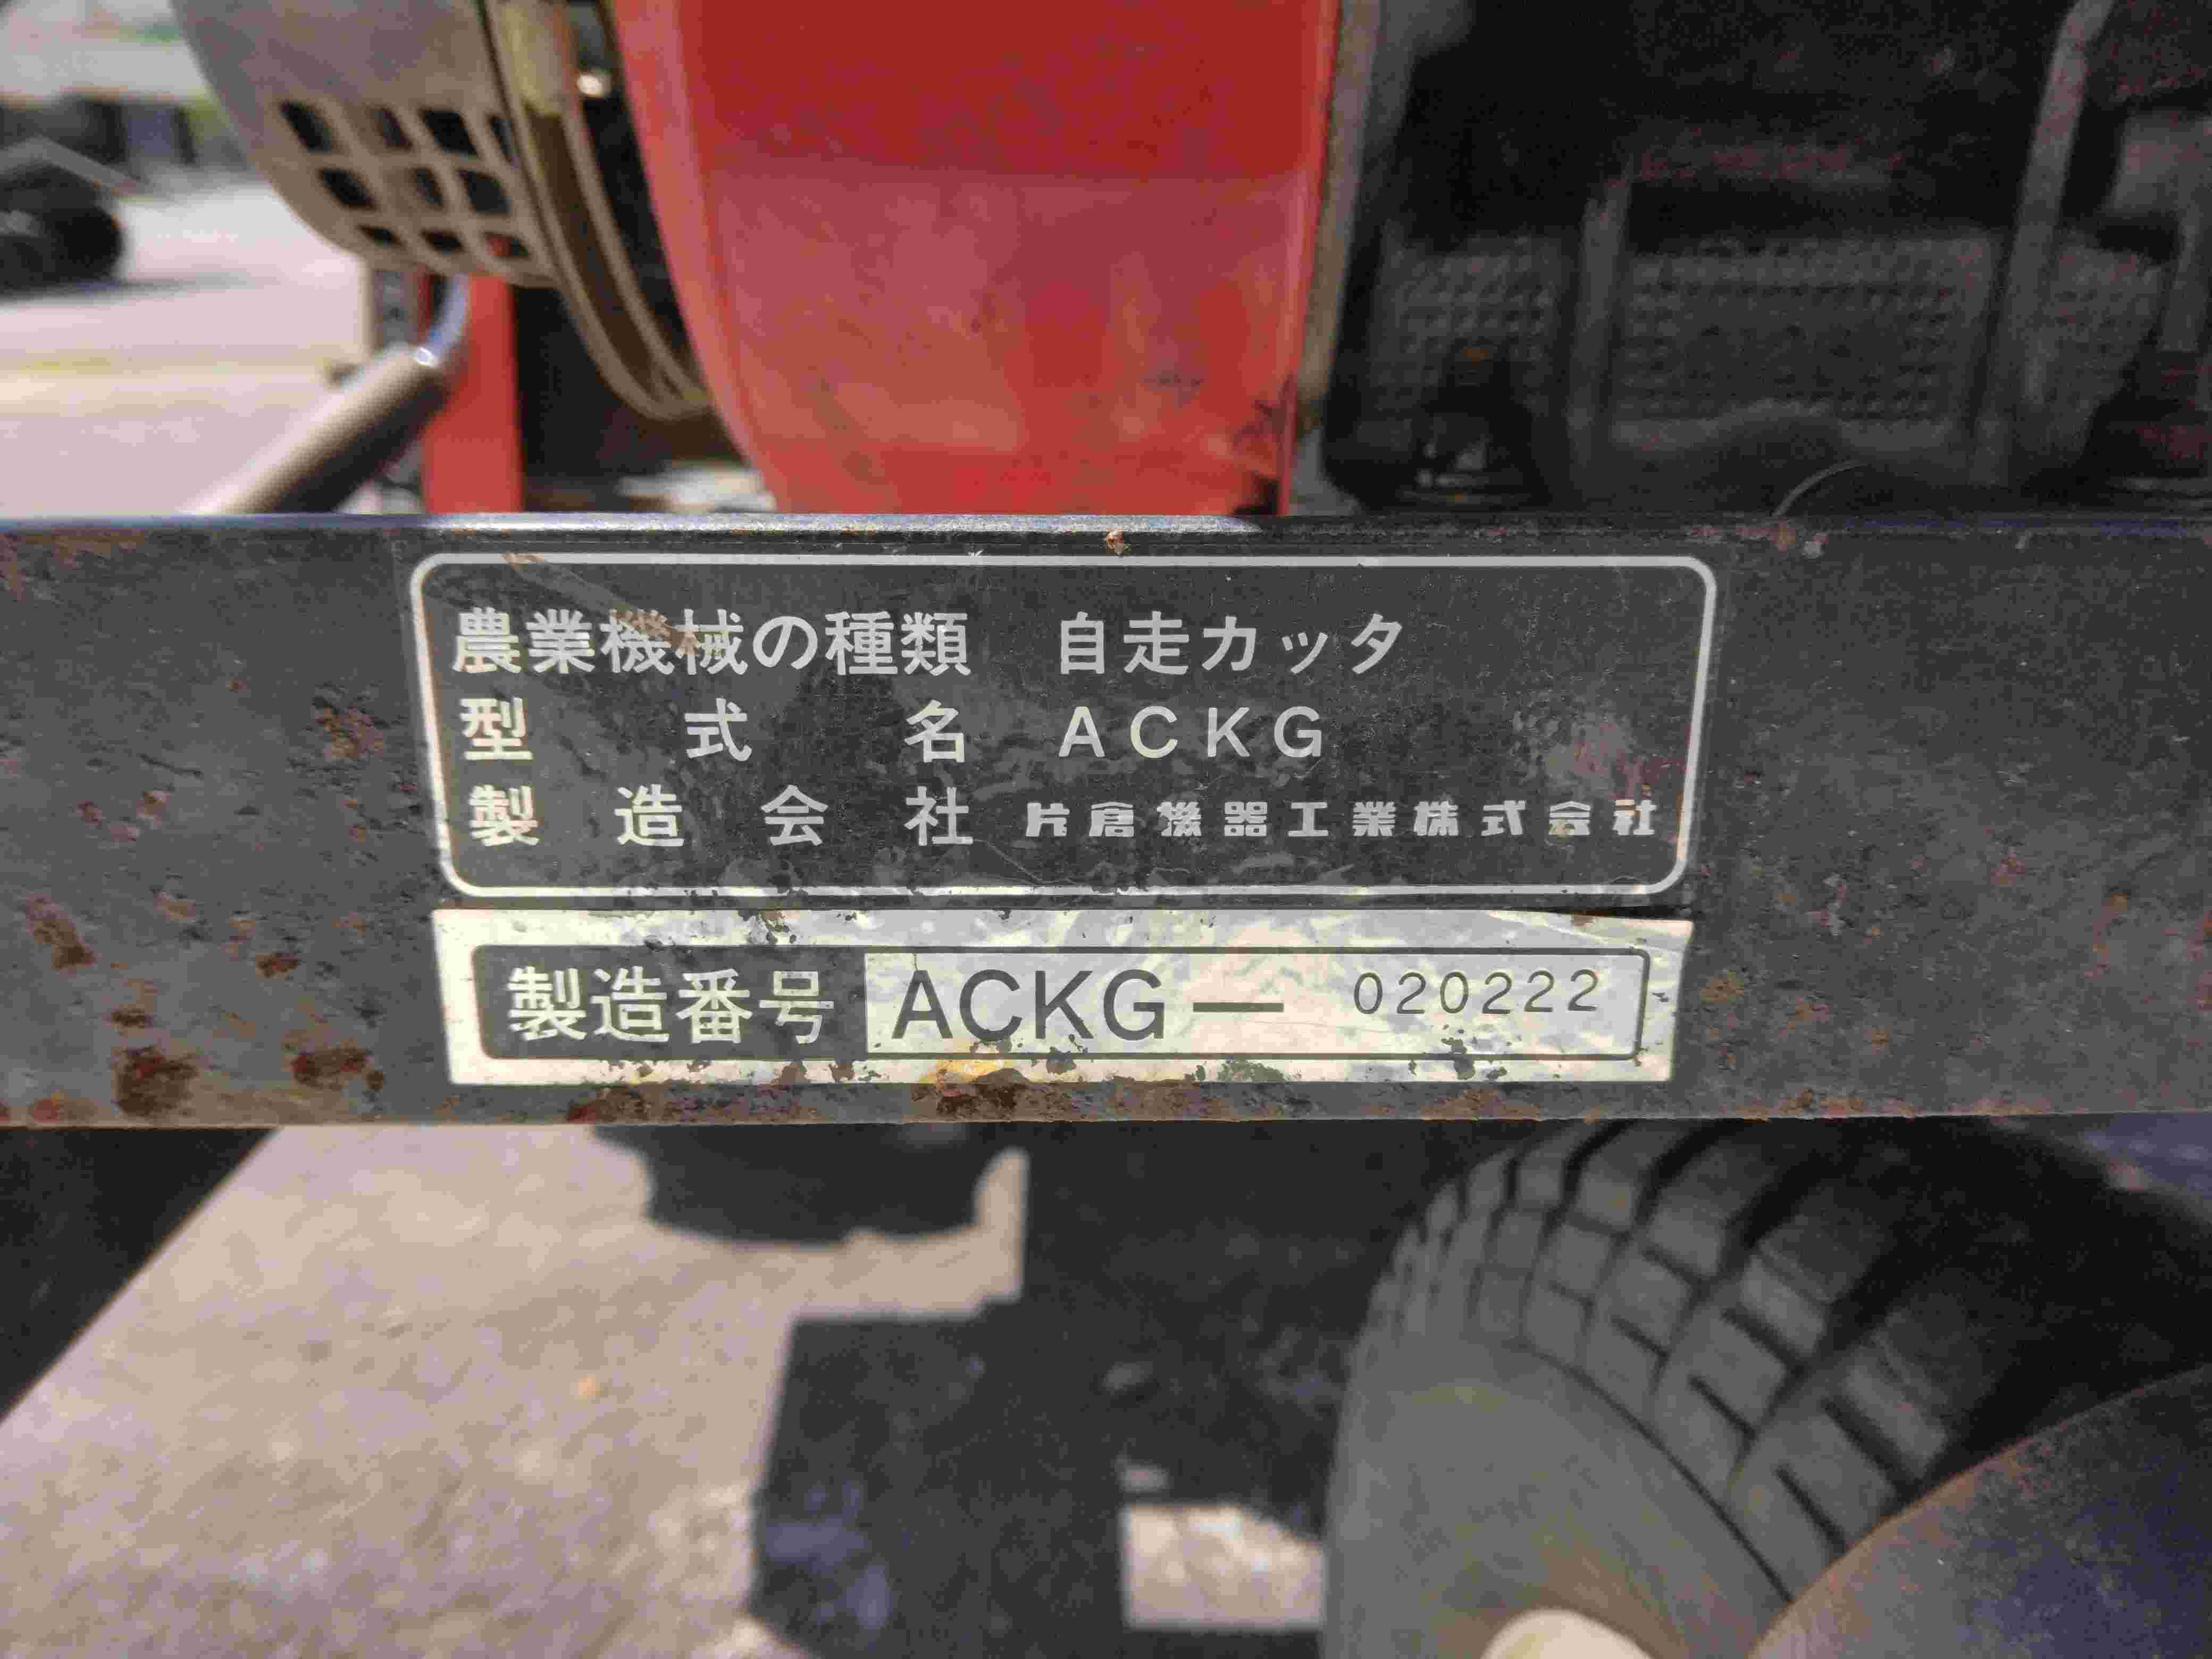 農業機械の種類 自走カッタ
型式名 ACKG
製造会社 片倉機器工業株式会社
製造番号 ACKG— 020222